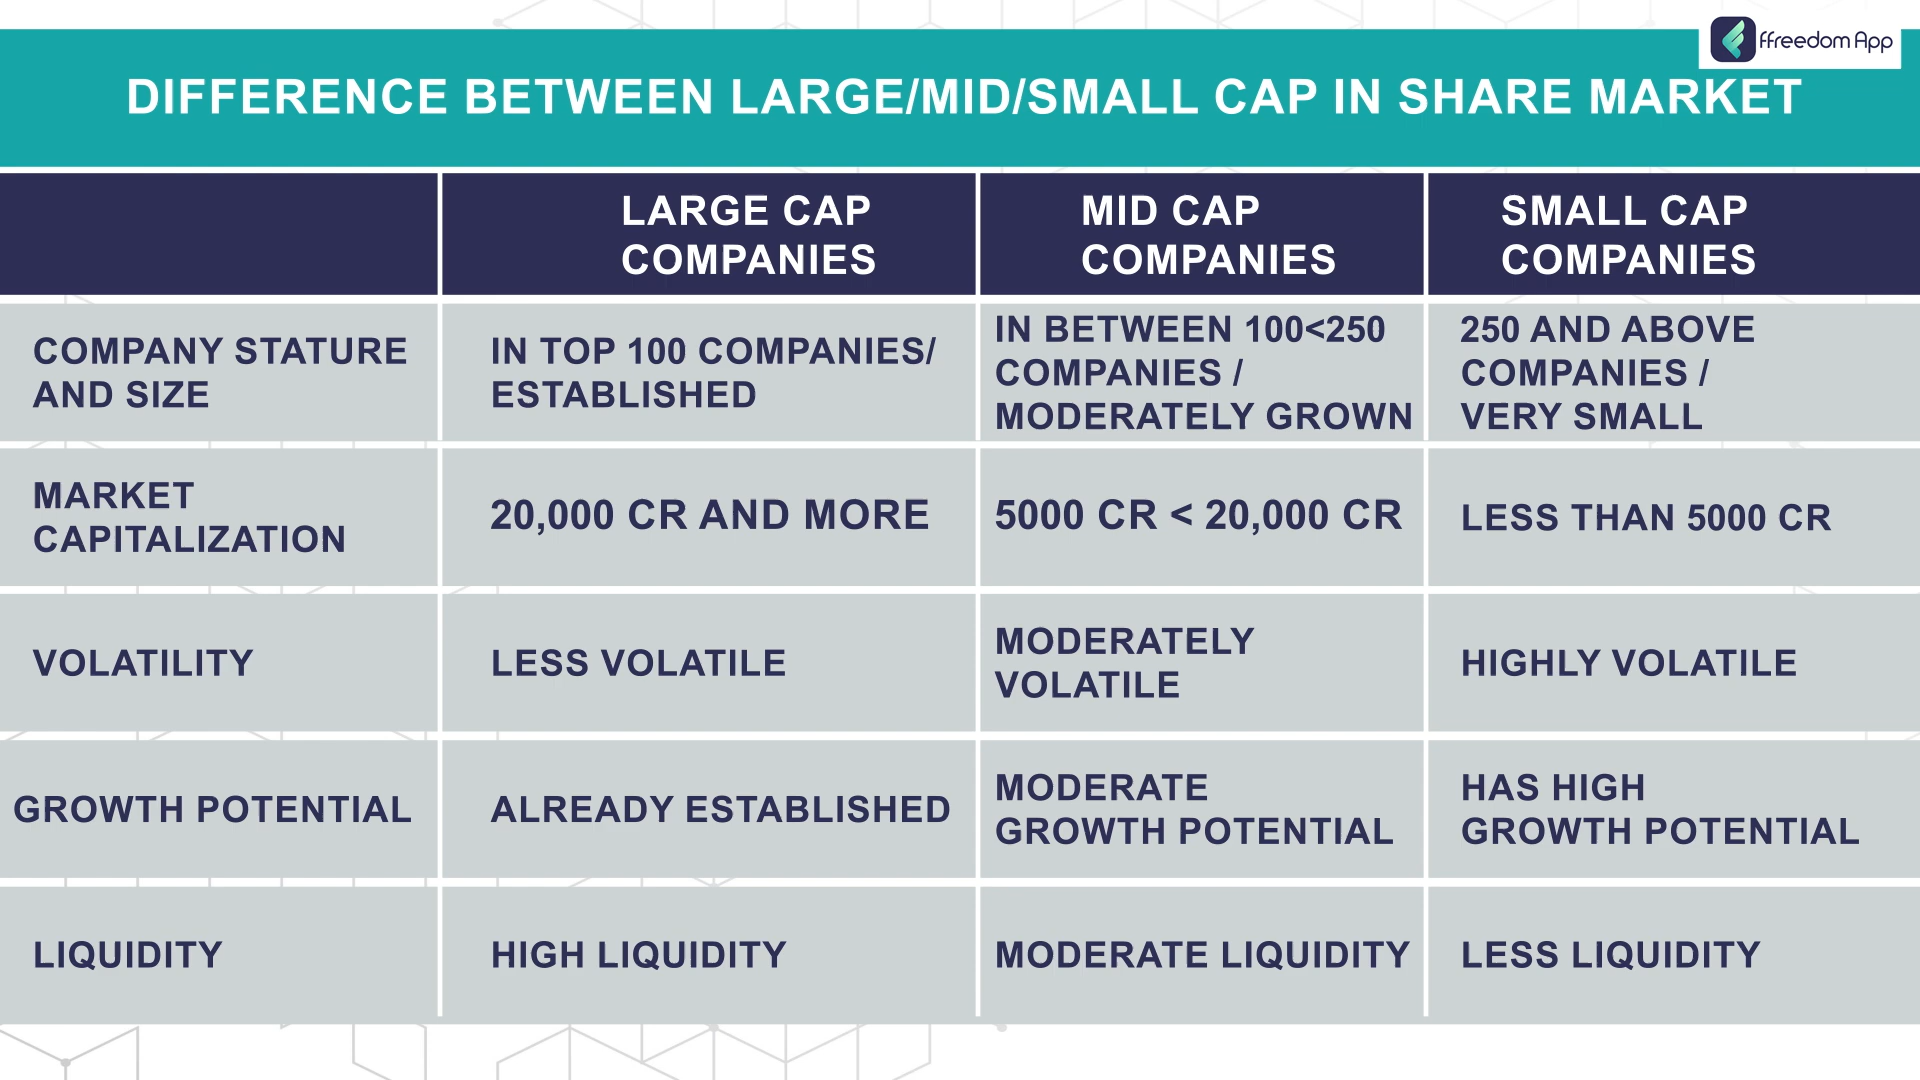 ffreedom App
DIFFERENCE BETWEEN LARGE/MID/SMALL CAP IN SHARE MARKET
LARGE CAP
COMPANIES
MID CAP
COMPANIES
SMALL CAP
COMPANIES
COMPANY STATURE
AND SIZE
IN TOP 100 COMPANIES/
ESTABLISHED
IN BETWEEN 100<250
COMPANIES /
MODERATELY GROWN
250 AND ABOVE
COMPANIES /
VERY SMALL
MARKET
CAPITALIZATION
20,000 CR AND MORE
5000 CR < 20,000 CR
LESS THAN 5000 CR
VOLATILITY
LESS VOLATILE
MODERATELY
VOLATILE
HIGHLY VOLATILE
GROWTH POTENTIAL
ALREADY ESTABLISHED
MODERATE
GROWTH POTENTIAL
HAS HIGH
GROWTH POTENTIAL
LIQUIDITY
HIGH LIQUIDITY
MODERATE LIQUIDITY
LESS LIQUIDITY